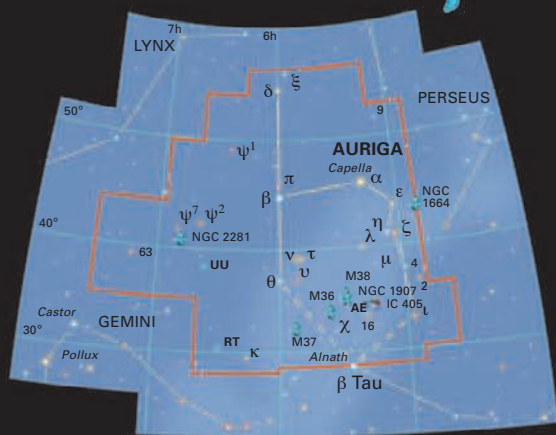 7h
6h
LYNX
δ
ξ
PERSEUS
50°
9
AURIGA
ψ¹
Capella
α
π
β
ε
NGC
1664
ψ⁷
ψ²
η
ζ
NGC 2281
λ
40°
63
ν
τ
μ
4
UU
υ
θ
M38
2
NGC 1907
M36
AE
IC 405
ι
Castor
GEMINI
χ
16
30°
M37
RT
κ
Pollux
Alnath
β Tau